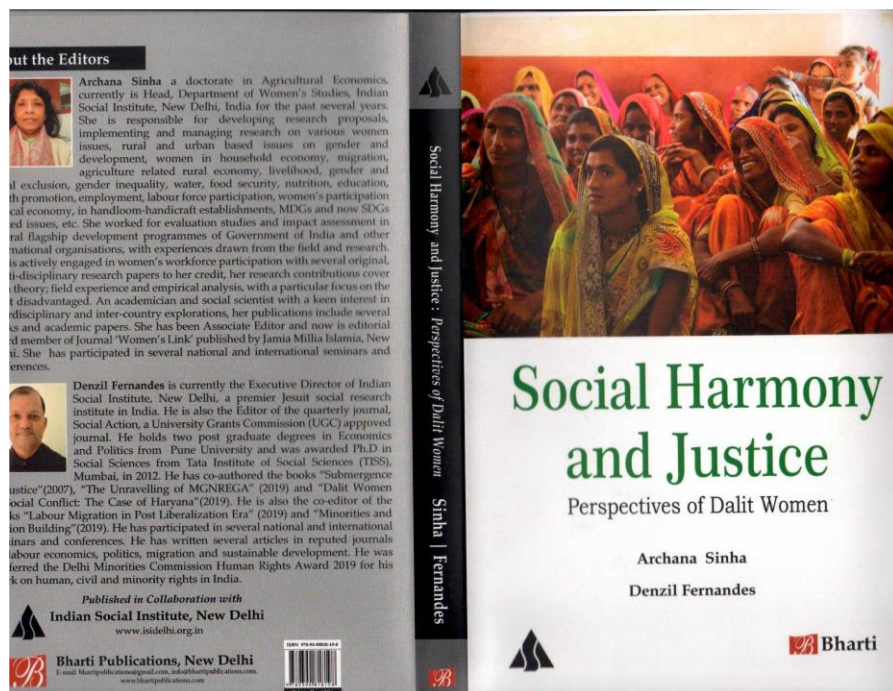 out the Editors
Archana Sinha a doctorate in Agricultural Economics,
currently is Head, Department of Women's Studies, Indian
Social Institute, New Delhi, India for the past several years.
She is responsible for developing research proposals,
implementing and managing research on various women
issues, rural and urban based issues on gender and
development, women in household economy, migration,
agriculture related rural economy, livelihood, gender and
al exclusion, gender inequality, water, food security, nutrition, education,
th promotion, employment, labour force participation, women's participation
cal economy, in handloom-handicraft establishments, MDGs and now SDGs
ed issues, etc. She worked for evaluation studies and impact assessment in
eral flagship development programmes of Government of India and other
rnational organisations, with experiences drawn from the field and research.
is actively engaged in women's workforce participation with several original,
ti-disciplinary research papers to her credit, her research contributions cover
theory; field experience and empirical analysis, with a particular focus on the
t disadvantaged. An academician and social scientist with a keen interest in
rdisciplinary and inter-country explorations, her publications include several
ks and academic papers. She has been Associate Editor and now is editorial
rd member of Journal 'Women's Link' published by Jamia Millia Islamia, New
hi. She has participated in several national and international seminars and
ferences.
Denzil Fernandes is currently the Executive Director of Indian
Social Institute, New Delhi, a premier Jesuit social research
institute in India. He is also the Editor of the quarterly journal,
Social Action, a University Grants Commission (UGC) appproved
journal. He holds two post graduate degrees in Economics
and Politics from Pune University and was awarded Ph.D in
Social Sciences from Tata Institute of Social Sciences (TISS),
Mumbai, in 2012. He has co-authored the books "Submergence
ustice"(2007), "The Unravelling of MGNREGA" (2019) and "Dalit Women
ocial Conflict: The Case of Haryana"(2019). He is also the co-editor of the
ks "Labour Migration in Post Liberalization Era" (2019) and "Minorities and
ion Building"(2019). He has participated in several national and international
inars and conferences. He has written several articles in reputed journals
labour economics, politics, migration and sustainable development. He was
ferred the Delhi Minorities Commission Human Rights Award 2019 for his
k on human, civil and minority rights in India.
Published in Collaboration with
Indian Social Institute, New Delhi
www.isidelhi.org.in
B Bharti Publications, New Delhi
E-mail: bhartipublications@gmail.com, info@bhartipublications.com,
www.bhartipublications.com
Social Harmony and Justice : Perspectives of Dalit Women Sinha | Fernandes
B
Social Harmony
and Justice
Perspectives of Dalit Women
Archana Sinha
Denzil Fernandes
B Bharti